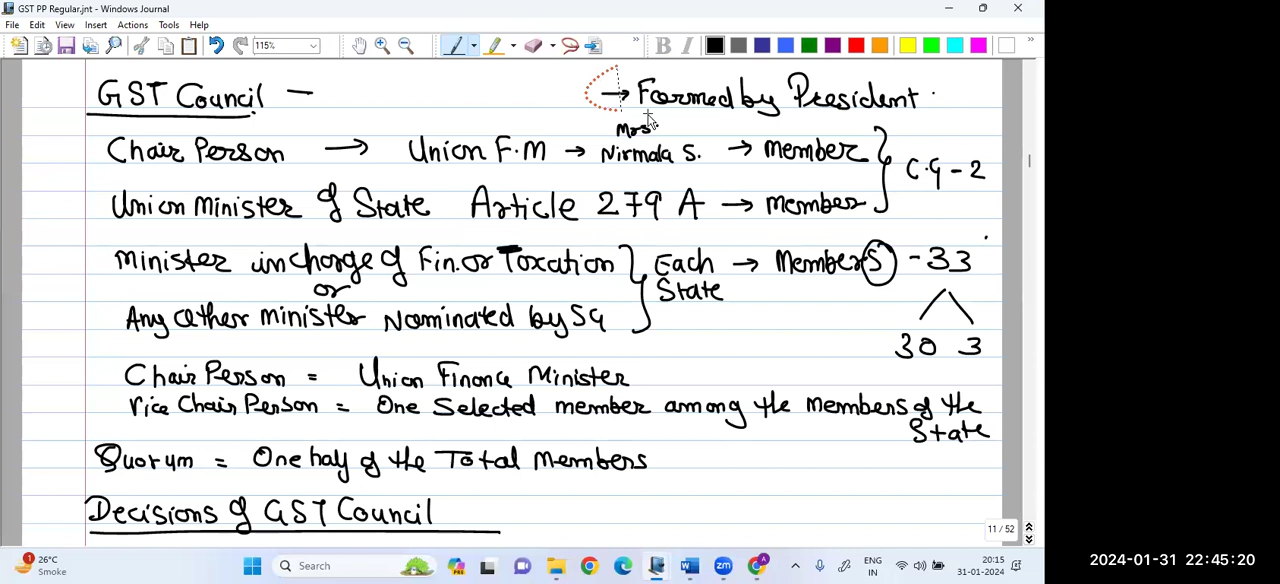 GST PP Regular.jnt - Windows Journal
File Edit View Insert Actions Tools Help
115%
GST Council — → Formed by President
Mrs
Chair Person → Union F.M → Nirmala S. → member
C.G - 2
Union Minister of State Article 279 A → member
Minister in charge of Fin. or Taxation Each → Members - 33
or State
Any other minister Nominated by SG
30 3
Chair Person = Union Finance Minister
Vice Chair Person = One Selected member among the Members of the
State
Quorum = One half of the Total Members
Decisions of GST Council
11 / 52
26°C
Smoke
Search
ENG
IN
20:15
31-01-2024
2024-01-31 22:45:20